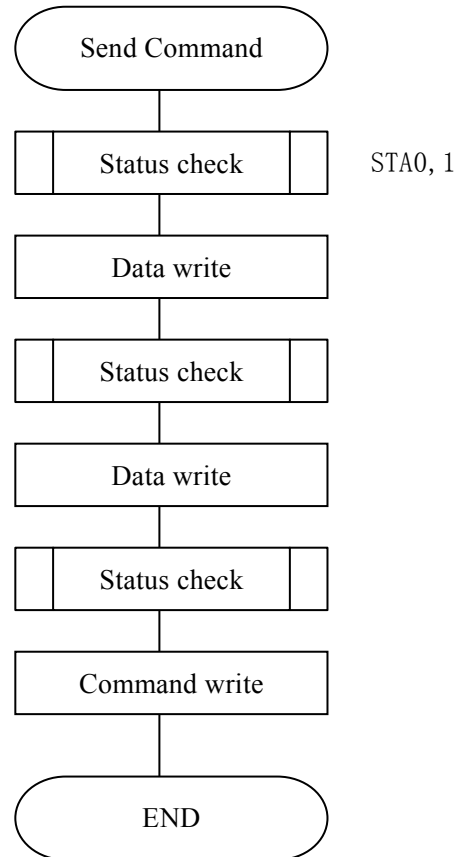 Send Command
Status check
STA0, 1
Data write
Status check
Data write
Status check
Command write
END